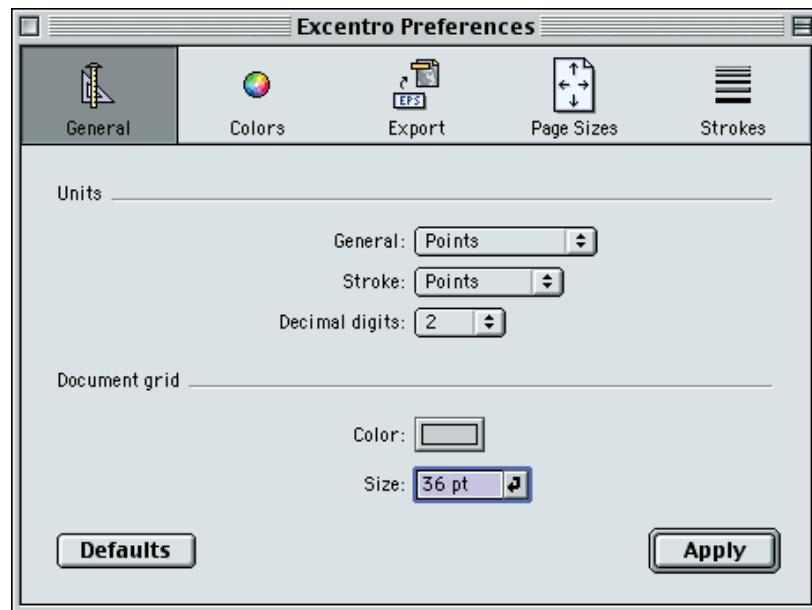 Excentro Preferences
EPS
General Colors Export Page Sizes Strokes
Units
General: Points
Stroke: Points
Decimal digits: 2
Document grid
Color:
Size: 36 pt
Defaults Apply